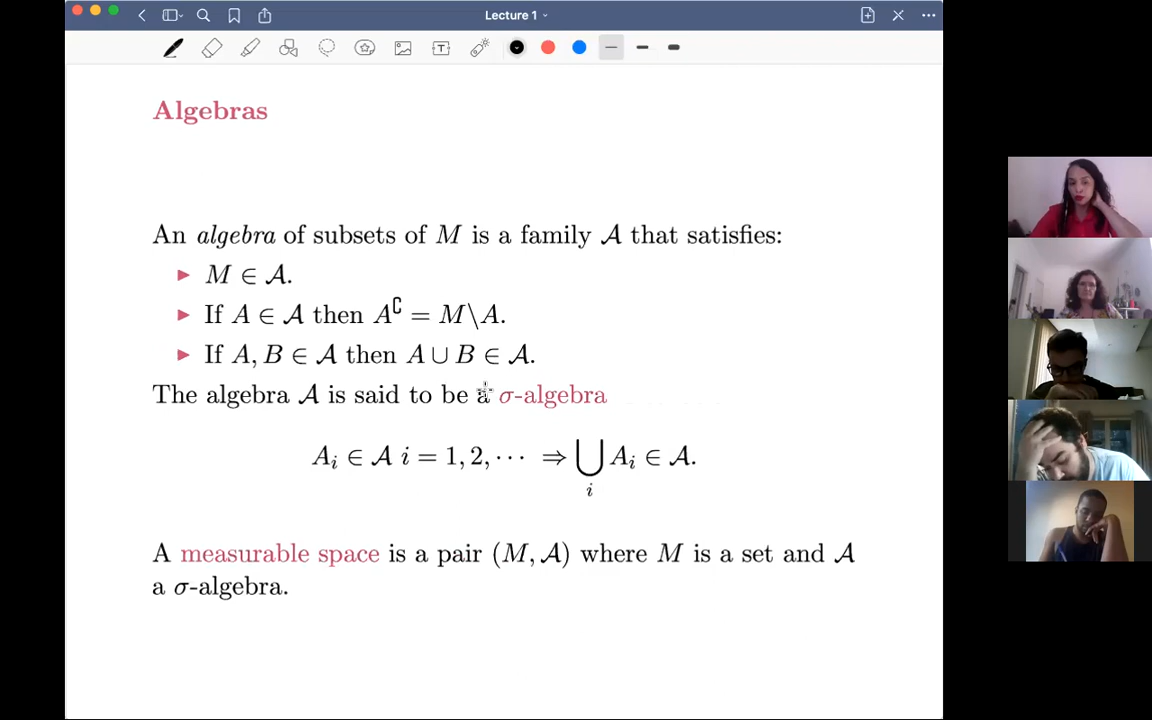 Lecture 1
Algebras
An algebra of subsets of M is a family 𝒜 that satisfies:
▶ M ∈ 𝒜.
▶ If A ∈ 𝒜 then A^∁ = M\A.
▶ If A, B ∈ 𝒜 then A ∪ B ∈ 𝒜.
The algebra 𝒜 is said to be a σ-algebra
A_i ∈ 𝒜 i = 1, 2, ⋯ ⇒ ⋃_i A_i ∈ 𝒜.
A measurable space is a pair (M, 𝒜) where M is a set and 𝒜
a σ-algebra.